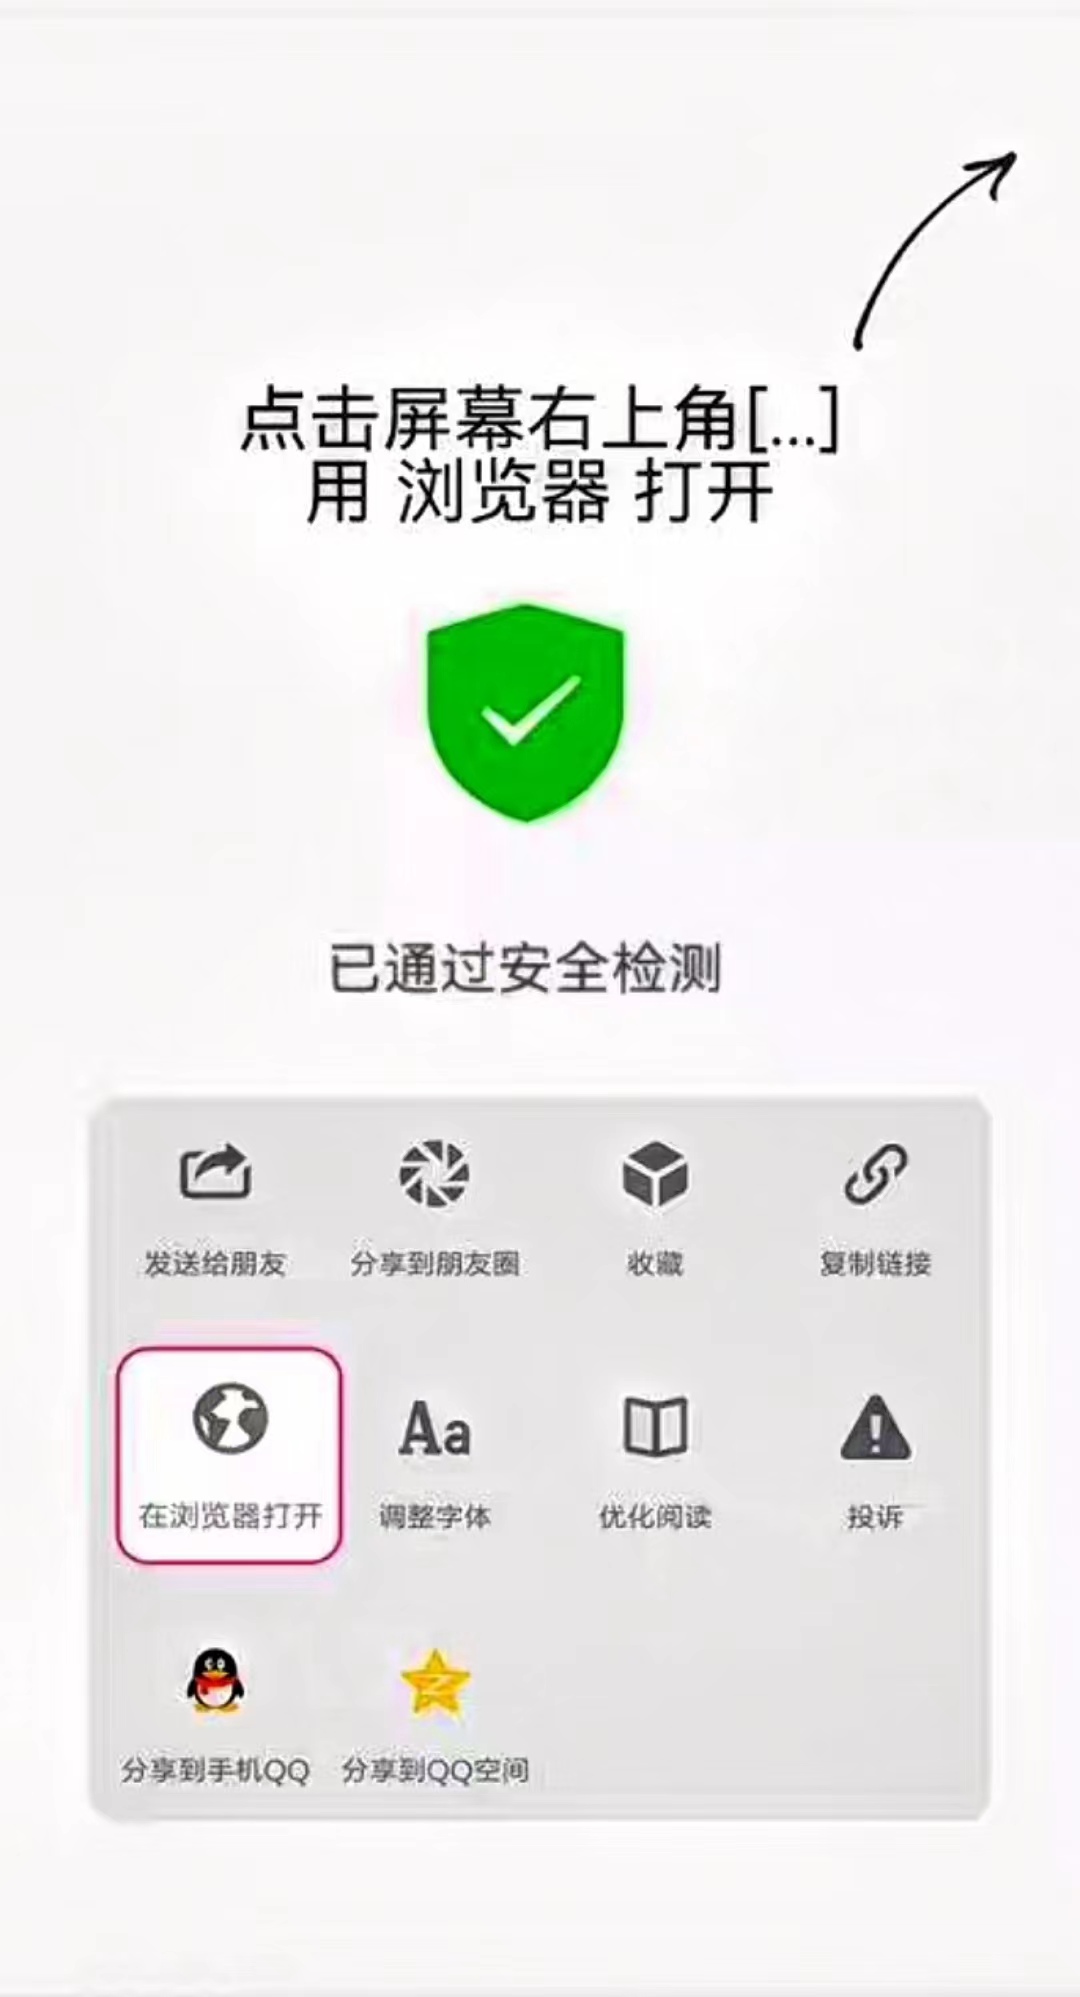 点击屏幕右上角[...]
用 浏览器 打开
已通过安全检测
发送给朋友 分享到朋友圈 收藏 复制链接
Aa
在浏览器打开 调整字体 优化阅读 投诉
分享到手机QQ 分享到QQ空间